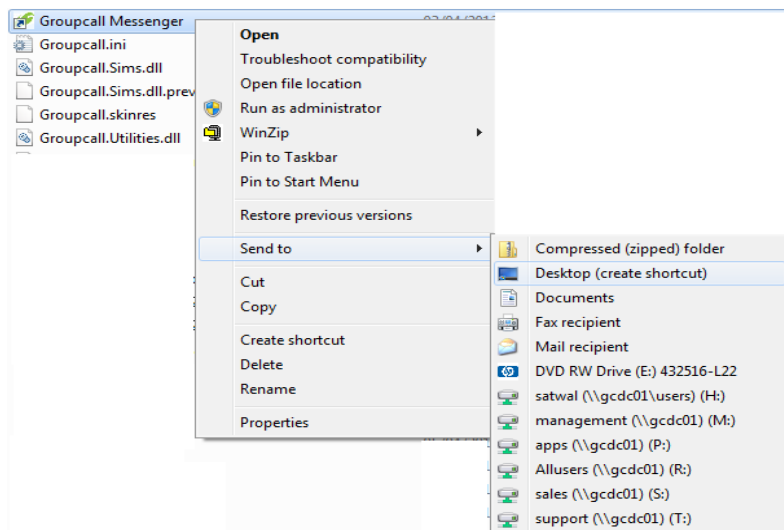 Groupcall Messenger
Groupcall.ini
Groupcall.Sims.dll
Groupcall.Sims.dll.prev
Groupcall.skinres
Groupcall.Utilities.dll
Open
Troubleshoot compatibility
Open file location
Run as administrator
WinZip
Pin to Taskbar
Pin to Start Menu
Restore previous versions
Send to
Cut
Copy
Create shortcut
Delete
Rename
Properties
Compressed (zipped) folder
Desktop (create shortcut)
Documents
Fax recipient
Mail recipient
DVD RW Drive (E:) 432516-L22
satwal (\\gcdc01\users) (H:)
management (\\gcdc01) (M:)
apps (\\gcdc01) (P:)
Allusers (\\gcdc01) (R:)
sales (\\gcdc01) (S:)
support (\\gcdc01) (T:)